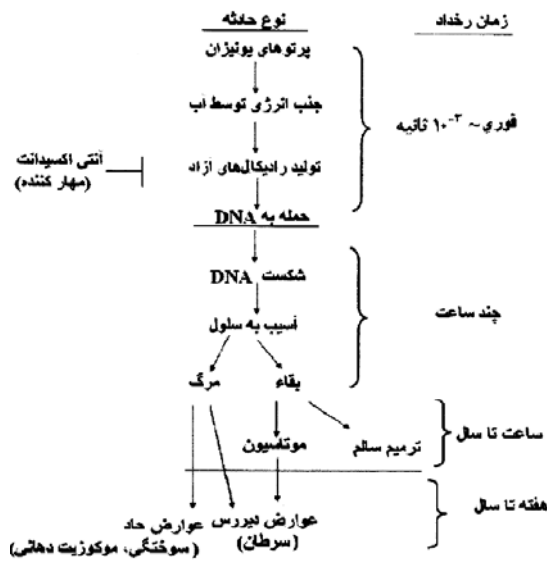 نوع حادثه
زمان رخداد
پرتوهای یونیزان
جذب انرژی توسط آب
فوری~ ۱۰⁻³ ثانیه
تولید رادیکال‌های آزاد
آنتی اکسیدانت
(مهار کننده)
حمله به DNA
شکست DNA
چند ساعت
آسیب به سلول
مرگ
بقاء
ساعت تا سال
موتاسیون
ترمیم سالم
هفته تا سال
عوارض حاد
(سوختگی، موکوزیت دهانی)
عوارض دیررس
(سرطان)